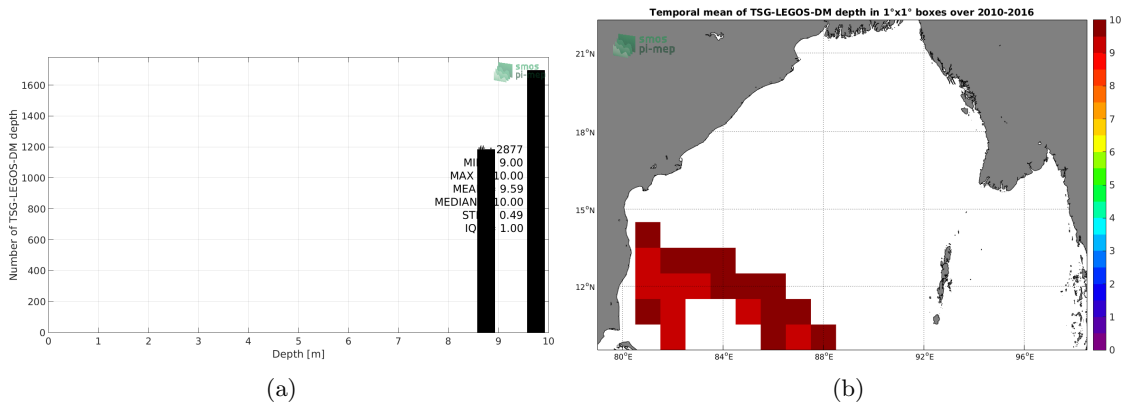 smos
pi-mep
1600
1400
1200
1000
800
600
400
200
0
Number of TSG-LEGOS-DM depth
2877
9.00
MAX 10.00
9.59
MEDIAN 10.00
0.49
1.00
0 1 2 3 4 5 6 7 8 9 10
Depth [m]
(a)
Temporal mean of TSG-LEGOS-DM depth in 1°x1° boxes over 2010-2016
smos
pi-mep
21°N
18°N
15°N
12°N
80°E 84°E 88°E 92°E 96°E
10
9
8
7
6
5
4
3
2
1
0
(b)